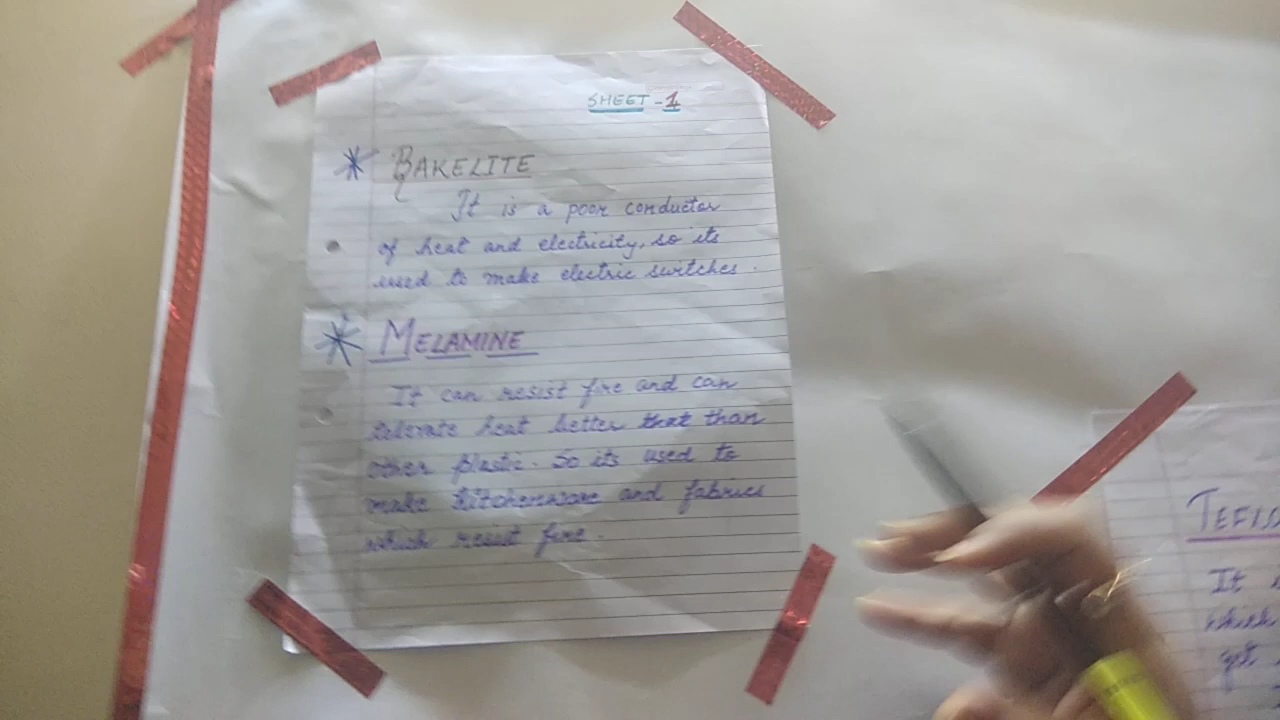 SHEET - 1
* BAKELITE
It is a poor conductor
of heat and electricity, so its
used to make electric switches.
* MELAMINE
It can resist fire and can
tolerate heat better that than
other plastic. So its used to
make kitchenware and fabrics
which resist fire.
TEFL
It
which
get